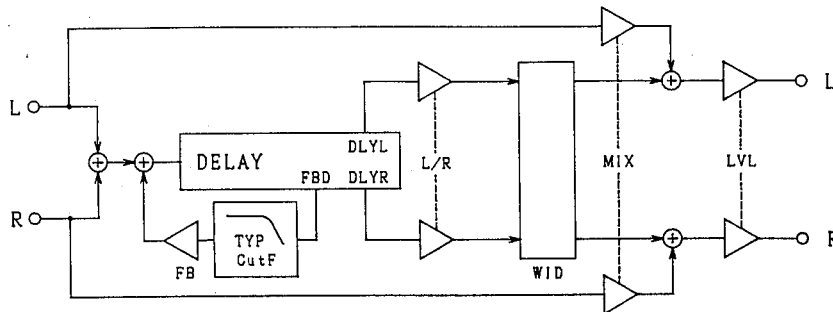 L
DELAY
DLYL
FBD
DLYR
L/R
MIX
LVL
L
R
TYP
CutF
FB
WID
R